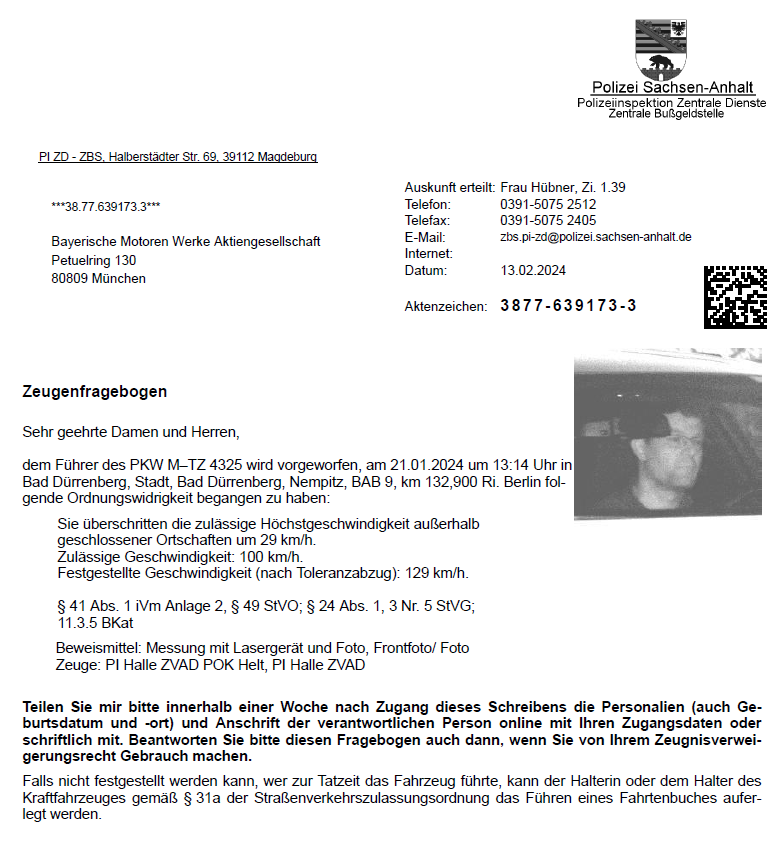 Polizei Sachsen-Anhalt
Polizeiinspektion Zentrale Dienste
Zentrale Bußgeldstelle
PI ZD - ZBS, Halberstädter Str. 69, 39112 Magdeburg
***38.77.639173.3***
Bayerische Motoren Werke Aktiengesellschaft
Petuelring 130
80809 München
Auskunft erteilt: Frau Hübner, Zi. 1.39
Telefon: 0391-5075 2512
Telefax: 0391-5075 2405
E-Mail: zbs.pi-zd@polizei.sachsen-anhalt.de
Internet:
Datum: 13.02.2024
Aktenzeichen: 3877-639173-3
Zeugenfragebogen
Sehr geehrte Damen und Herren,
dem Führer des PKW M–TZ 4325 wird vorgeworfen, am 21.01.2024 um 13:14 Uhr in
Bad Dürrenberg, Stadt, Bad Dürrenberg, Nempitz, BAB 9, km 132,900 Ri. Berlin fol-
gende Ordnungswidrigkeit begangen zu haben:
Sie überschritten die zulässige Höchstgeschwindigkeit außerhalb
geschlossener Ortschaften um 29 km/h.
Zulässige Geschwindigkeit: 100 km/h.
Festgestellte Geschwindigkeit (nach Toleranzabzug): 129 km/h.
§ 41 Abs. 1 iVm Anlage 2, § 49 StVO; § 24 Abs. 1, 3 Nr. 5 StVG;
11.3.5 BKat
Beweismittel: Messung mit Lasergerät und Foto, Frontfoto/ Foto
Zeuge: PI Halle ZVAD POK Helt, PI Halle ZVAD
Teilen Sie mir bitte innerhalb einer Woche nach Zugang dieses Schreibens die Personalien (auch Ge-
burtsdatum und -ort) und Anschrift der verantwortlichen Person online mit Ihren Zugangsdaten oder
schriftlich mit. Beantworten Sie bitte diesen Fragebogen auch dann, wenn Sie von Ihrem Zeugnisverwei-
gerungsrecht Gebrauch machen.
Falls nicht festgestellt werden kann, wer zur Tatzeit das Fahrzeug führte, kann der Halterin oder dem Halter des
Kraftfahrzeuges gemäß § 31a der Straßenverkehrszulassungsordnung das Führen eines Fahrtenbuches aufer-
legt werden.